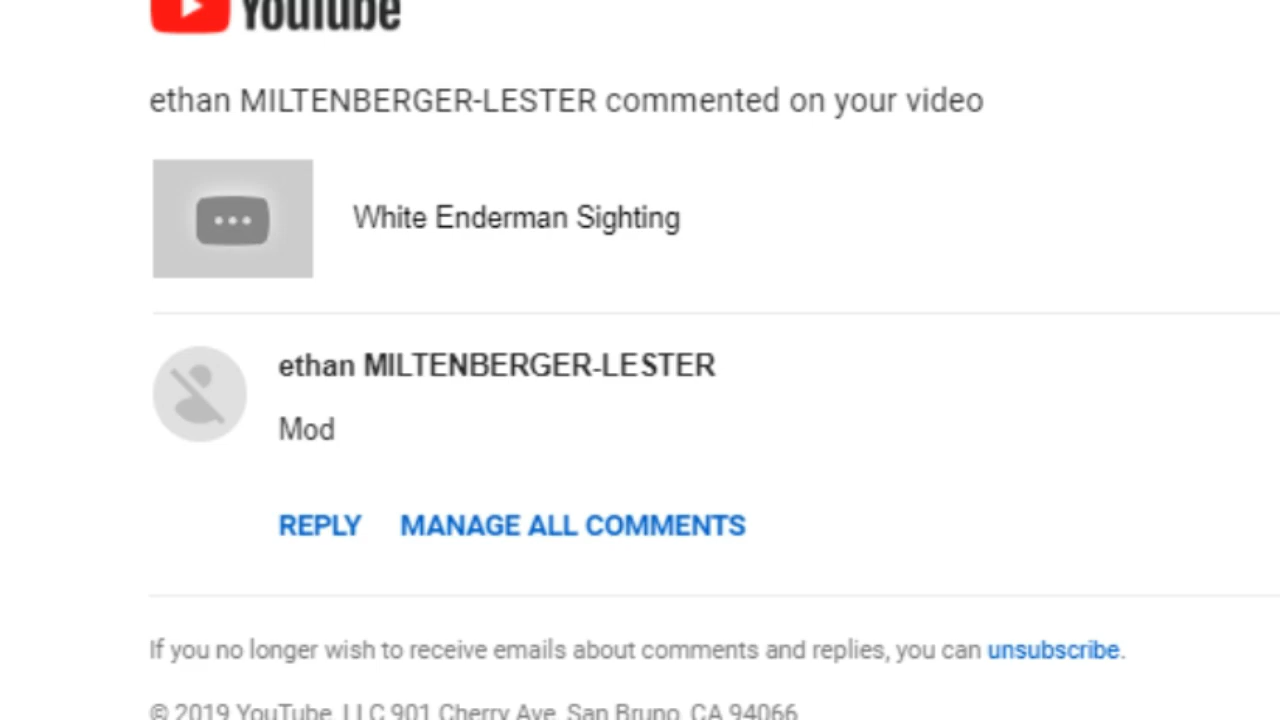 YouTube
ethan MILTENBERGER-LESTER commented on your video
White Enderman Sighting
ethan MILTENBERGER-LESTER
Mod
REPLY MANAGE ALL COMMENTS
If you no longer wish to receive emails about comments and replies, you can unsubscribe.
© 2019 YouTube, LLC 901 Cherry Ave, San Bruno, CA 94066